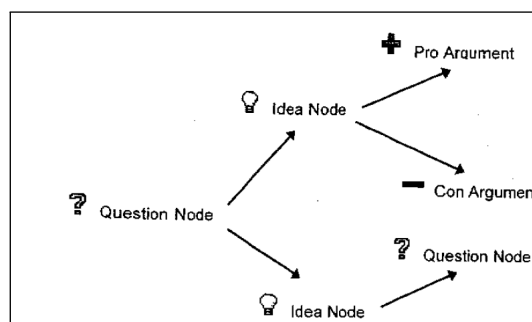 Pro Argument
Idea Node
Con Argumen
? Question Node
? Question Node
Idea Node